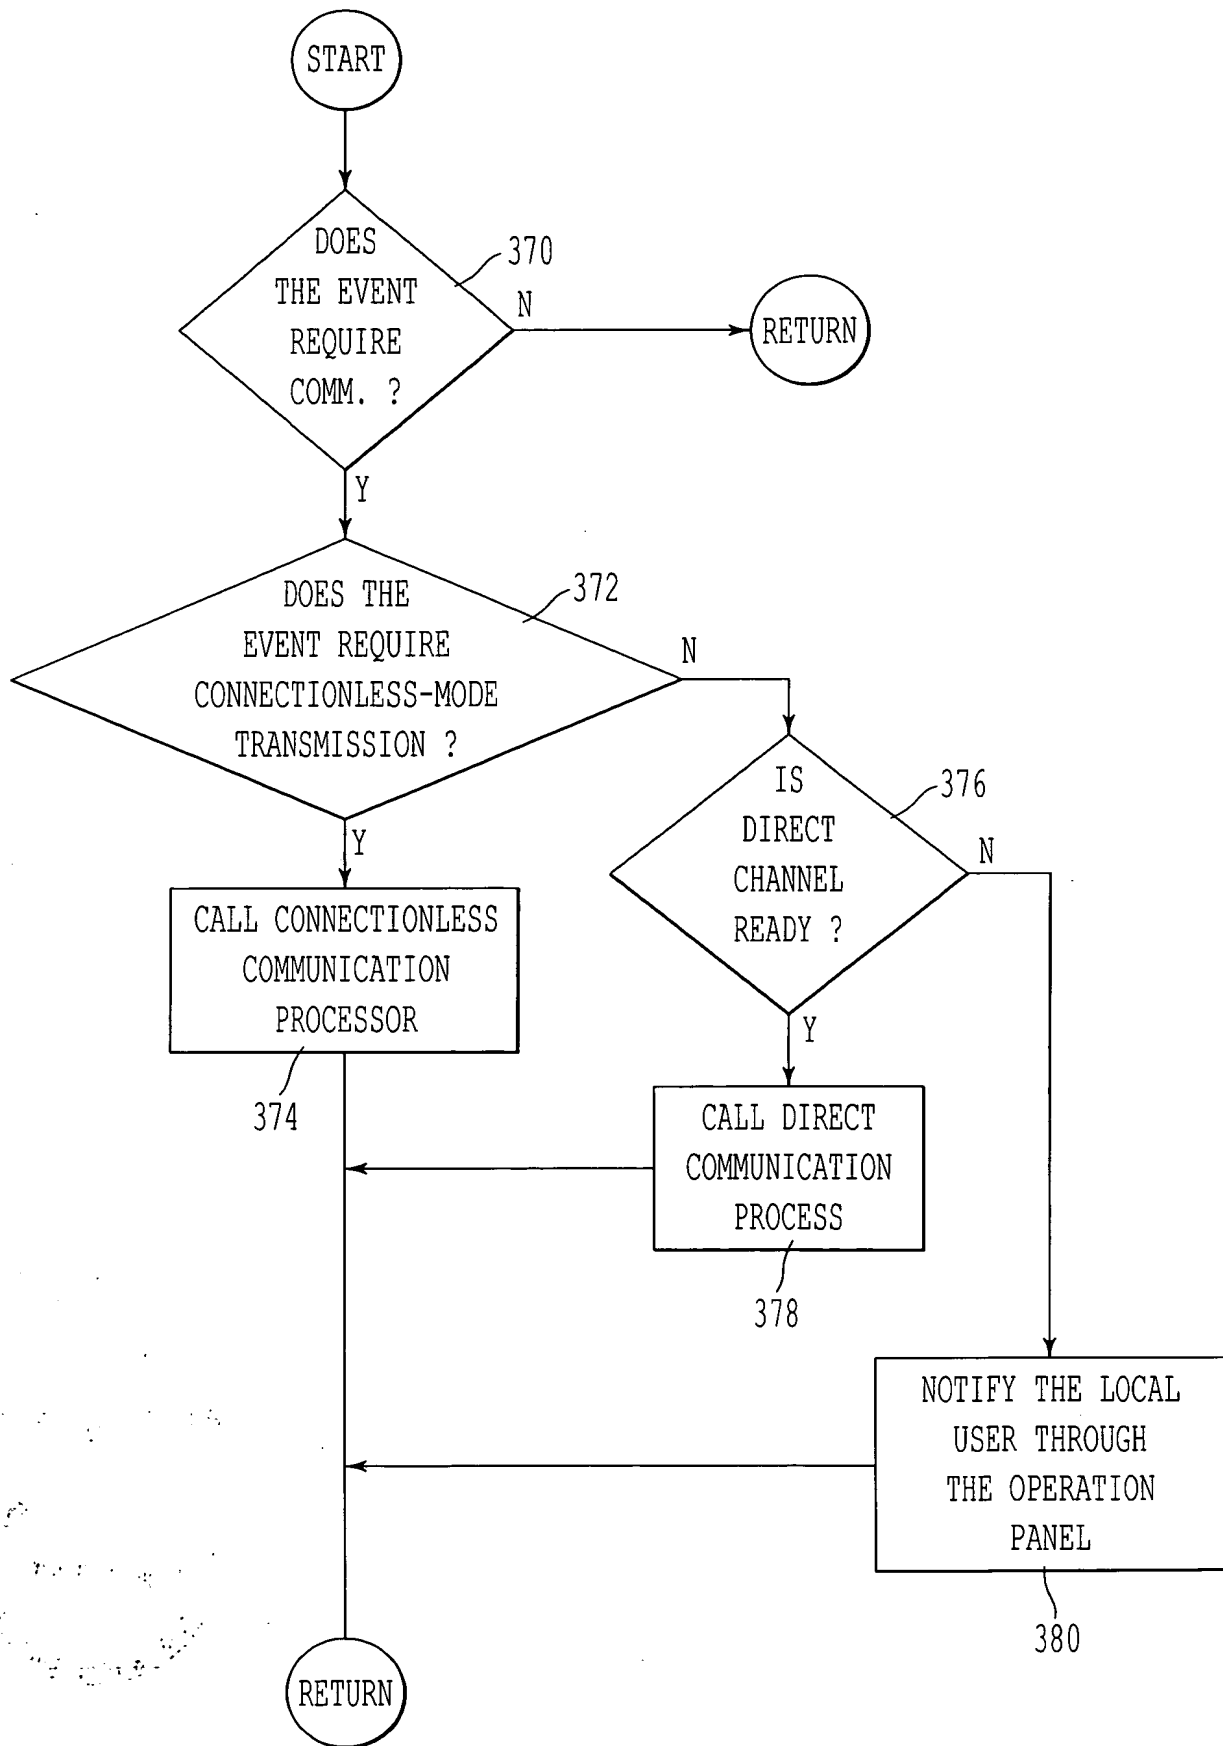 START
DOES
THE EVENT
REQUIRE
COMM. ?
370
N
RETURN
Y
DOES THE
EVENT REQUIRE
CONNECTIONLESS-MODE
TRANSMISSION ?
372
N
IS
DIRECT
CHANNEL
READY ?
376
N
Y
CALL CONNECTIONLESS
COMMUNICATION
PROCESSOR
374
Y
CALL DIRECT
COMMUNICATION
PROCESS
378
NOTIFY THE LOCAL
USER THROUGH
THE OPERATION
PANEL
380
RETURN